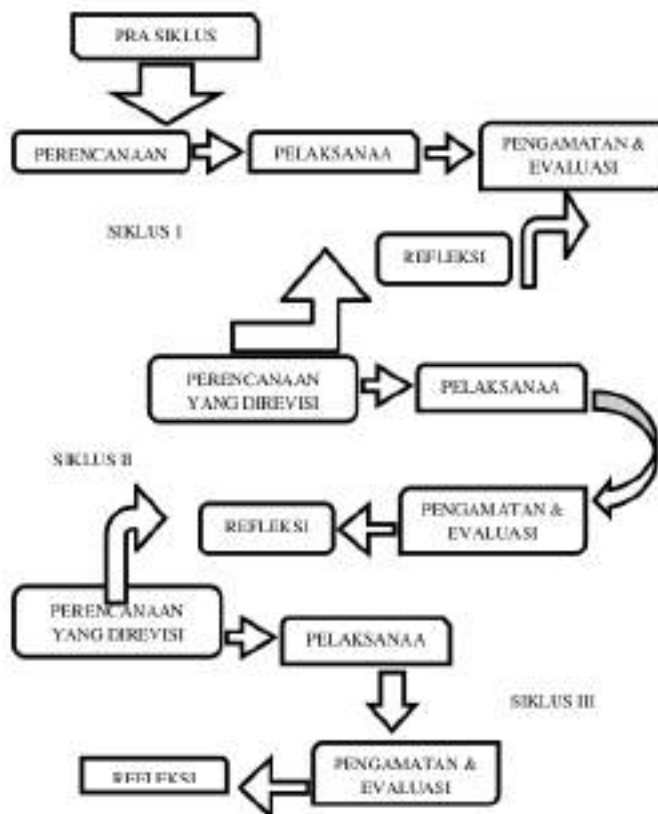 PRA SIKLUS
PERENCANAAN
PELAKSANAA
PENGAMATAN &
EVALUASI
SIKLUS I
REFLEKSI
PERENCANAAN
YANG DIREVISI
PELAKSANAA
SIKLUS II
REFLEKSI
PENGAMATAN &
EVALUASI
PERENCANAAN
YANG DIREVISI
PELAKSANAA
SIKLUS III
REFLEKSI
PENGAMATAN &
EVALUASI